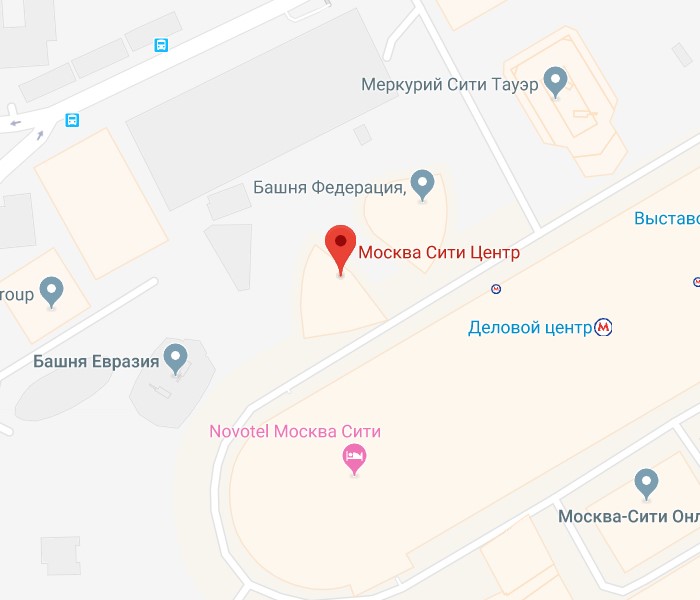 Меркурий Сити Тауэр
Башня Федерация,
Выставо
Москва Сити Центр
roup
Деловой центр
М
Башня Евразия
Novotel Москва Сити
Москва-Сити Онл